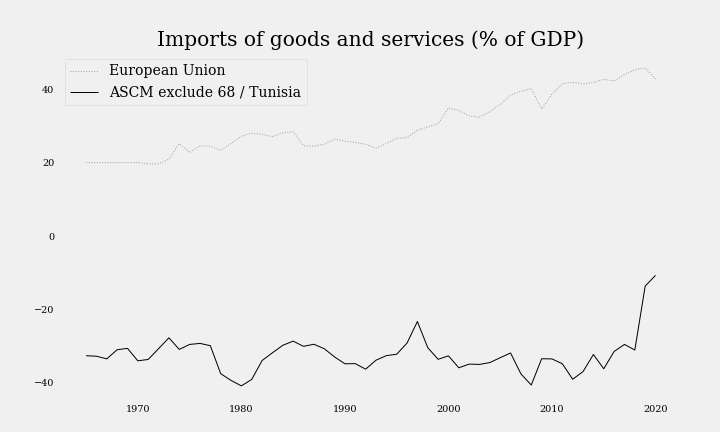 Imports of goods and services (% of GDP)
European Union
ASCM exclude 68 / Tunisia
40
20
0
−20
−40
1970 1980 1990 2000 2010 2020